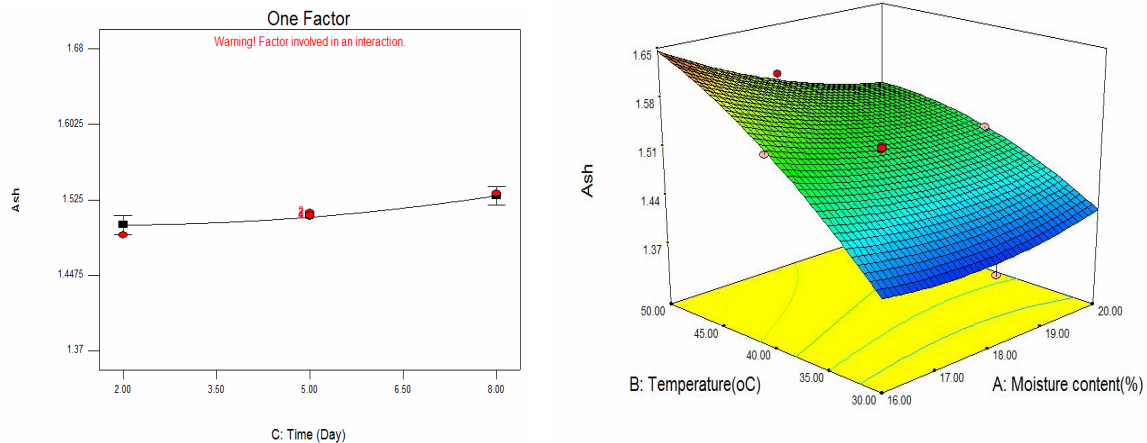 One Factor
Warning! Factor involved in an interaction.
1.68
1.6025
1.525
1.4475
1.37
Ash
2.00 3.50 5.00 6.50 8.00
C: Time (Day)
1.65
1.58
1.51
1.44
1.37
Ash
50.00
45.00
40.00
35.00
30.00
B: Temperature(oC)
20.00
19.00
18.00
17.00
16.00
A: Moisture content(%)